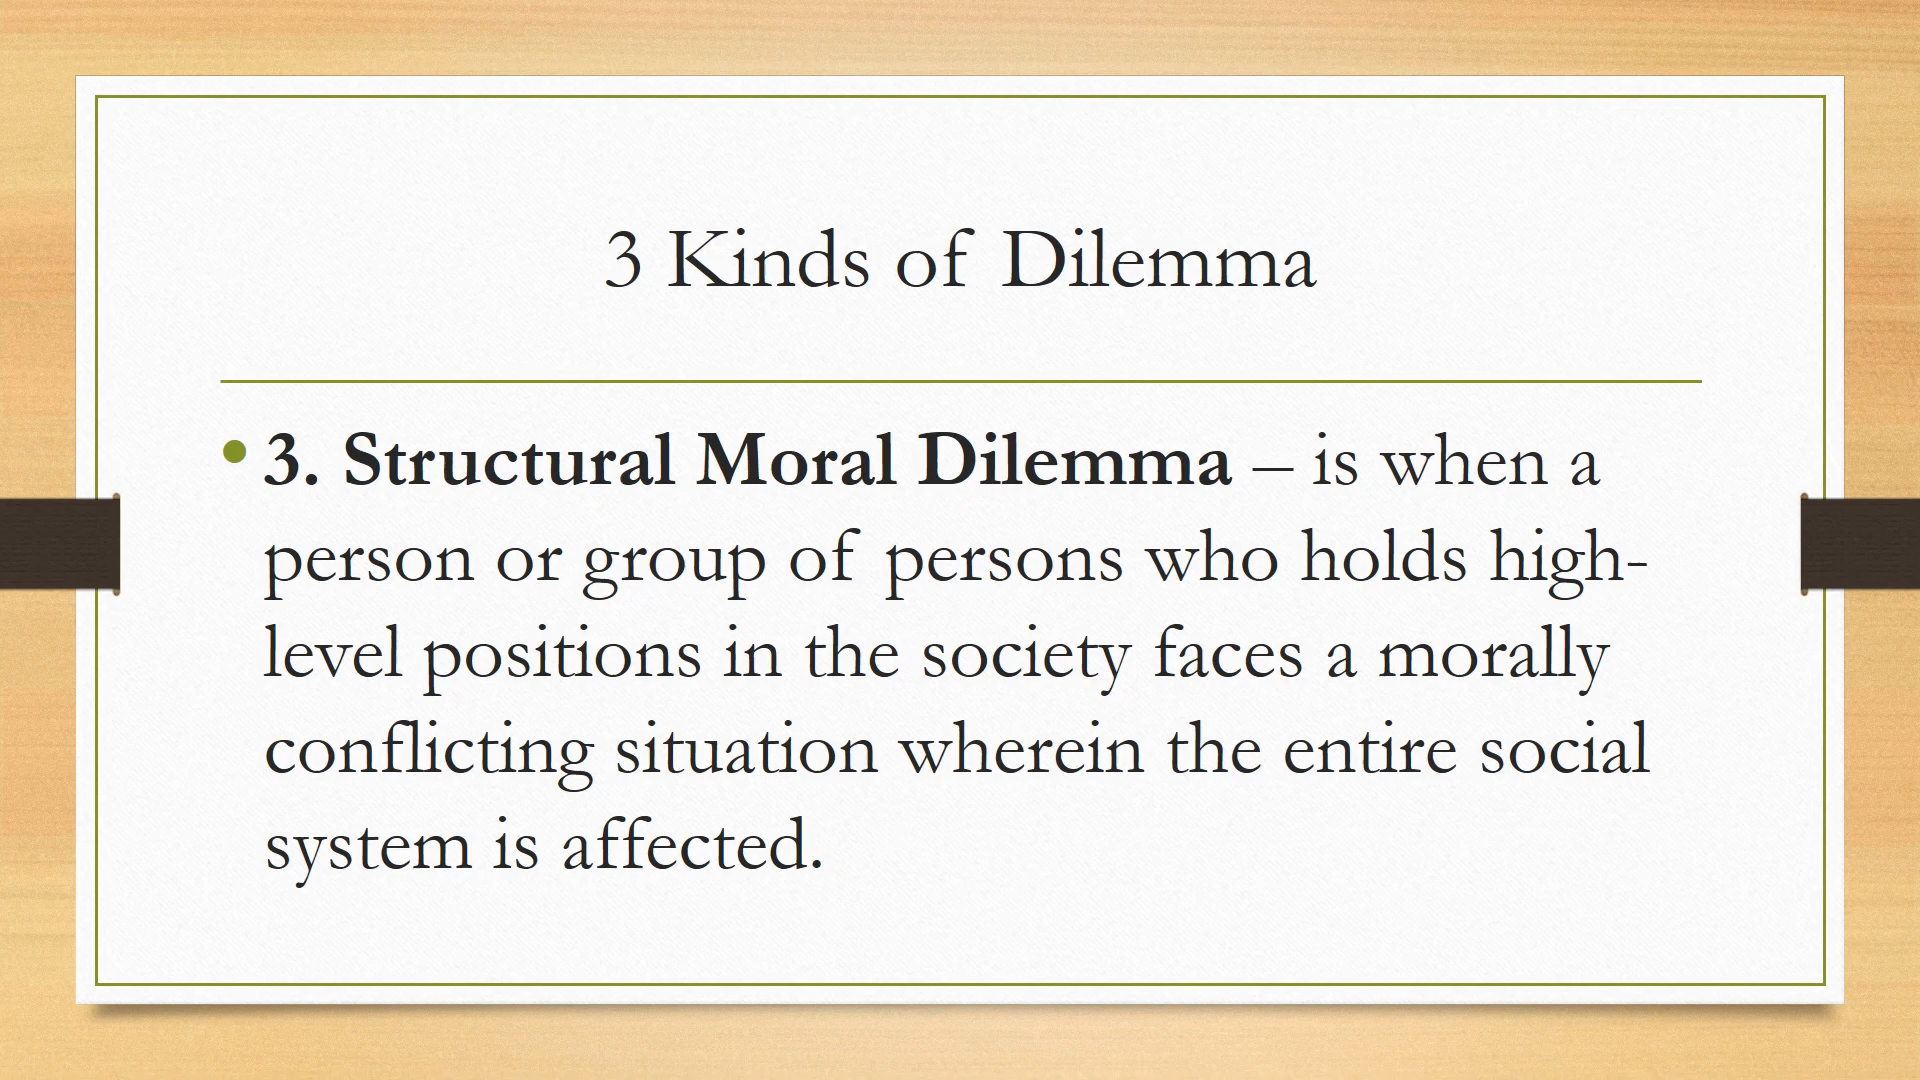 3 Kinds of Dilemma
• 3. Structural Moral Dilemma – is when a
person or group of persons who holds high-
level positions in the society faces a morally
conflicting situation wherein the entire social
system is affected.